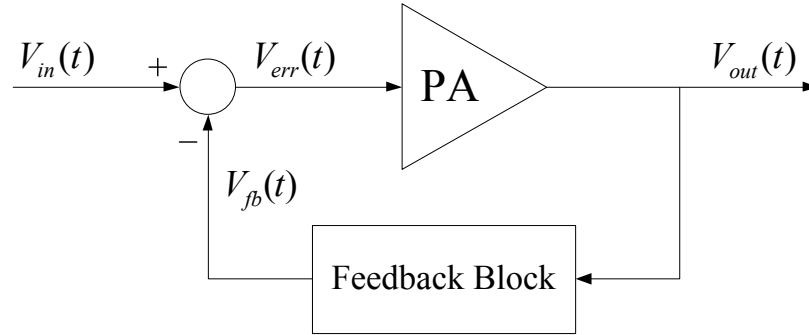 V_in(t)
+
V_err(t)
PA
V_out(t)
−
V_fb(t)
Feedback Block